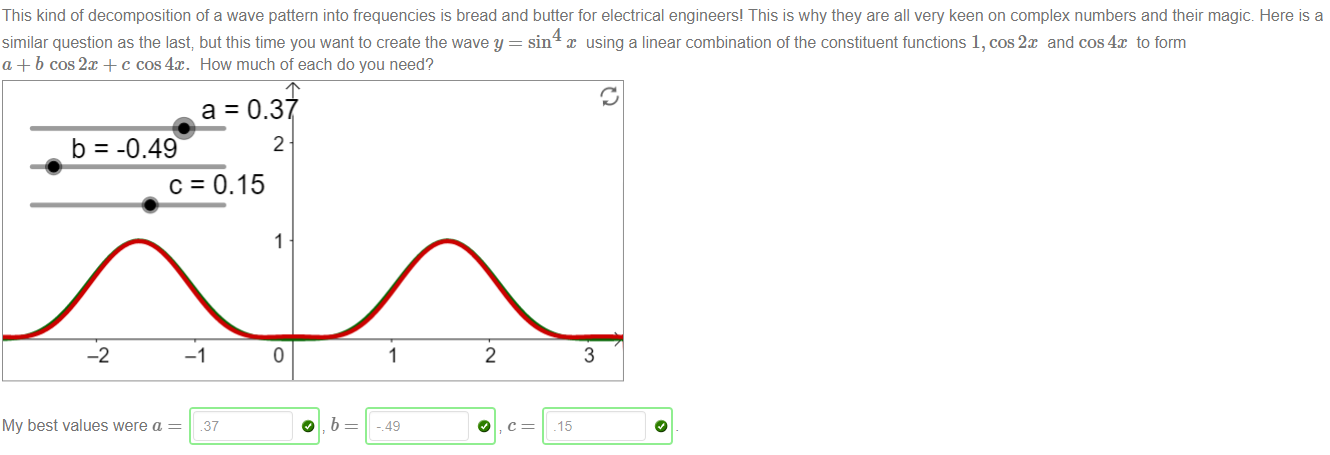 This kind of decomposition of a wave pattern into frequencies is bread and butter for electrical engineers! This is why they are all very keen on complex numbers and their magic. Here is a
similar question as the last, but this time you want to create the wave y = sin⁴ x using a linear combination of the constituent functions 1, cos 2x and cos 4x to form
a + b cos 2x + c cos 4x. How much of each do you need?
a = 0.37
b = -0.49
2
c = 0.15
1
−2 −1 0 1 2 3
My best values were a = .37 , b = -.49 , c = .15 .